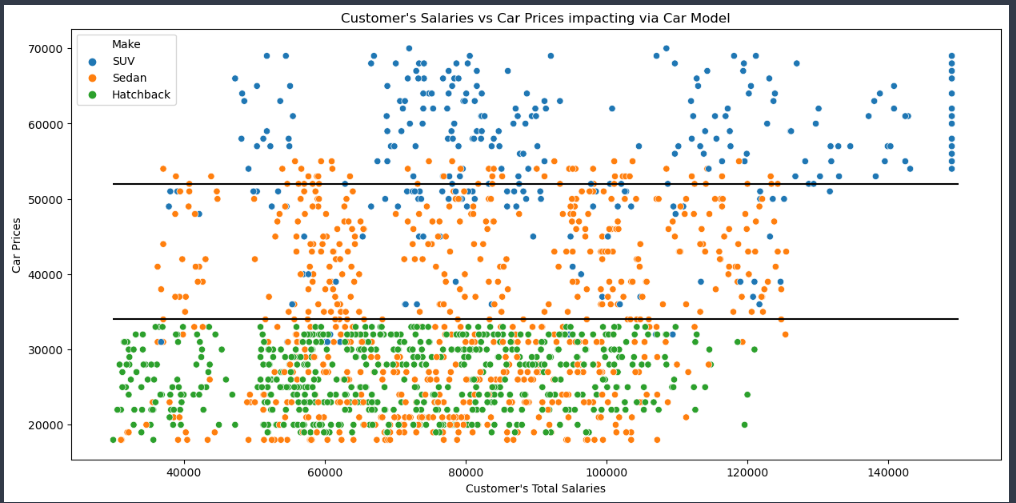 Customer's Salaries vs Car Prices impacting via Car Model
Make
SUV
Sedan
Hatchback
70000
60000
50000
40000
30000
20000
Car Prices
40000 60000 80000 100000 120000 140000
Customer's Total Salaries